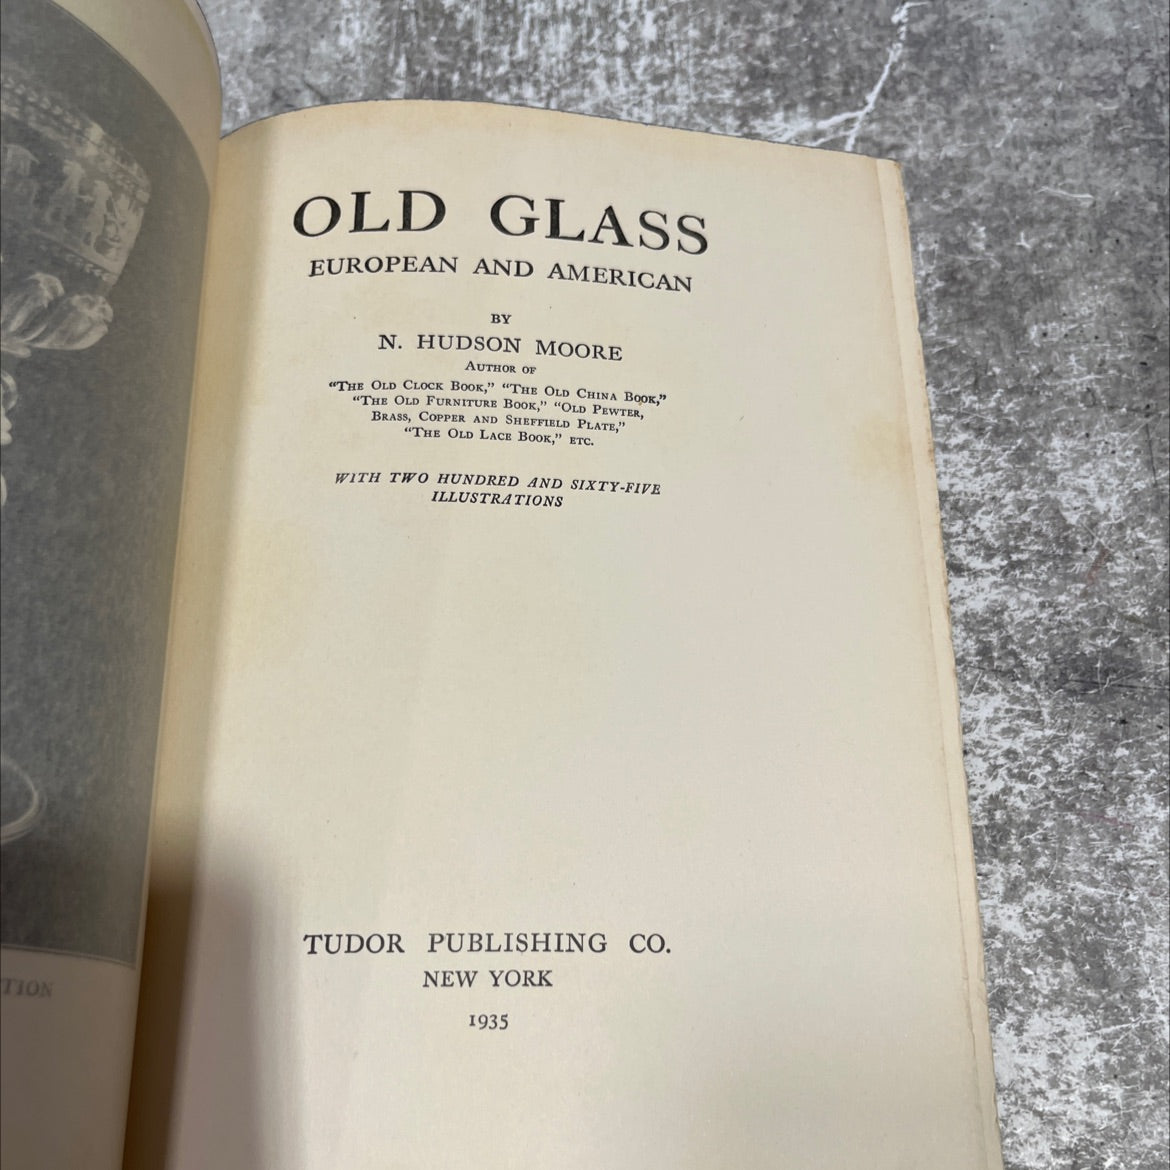 OLD GLASS
EUROPEAN AND AMERICAN
BY
N. HUDSON MOORE
AUTHOR OF
"THE OLD CLOCK BOOK," "THE OLD CHINA BOOK,"
"THE OLD FURNITURE BOOK," "OLD PEWTER,
BRASS, COPPER AND SHEFFIELD PLATE,"
"THE OLD LACE BOOK," ETC.
WITH TWO HUNDRED AND SIXTY-FIVE
ILLUSTRATIONS
TUDOR PUBLISHING CO.
NEW YORK
1935